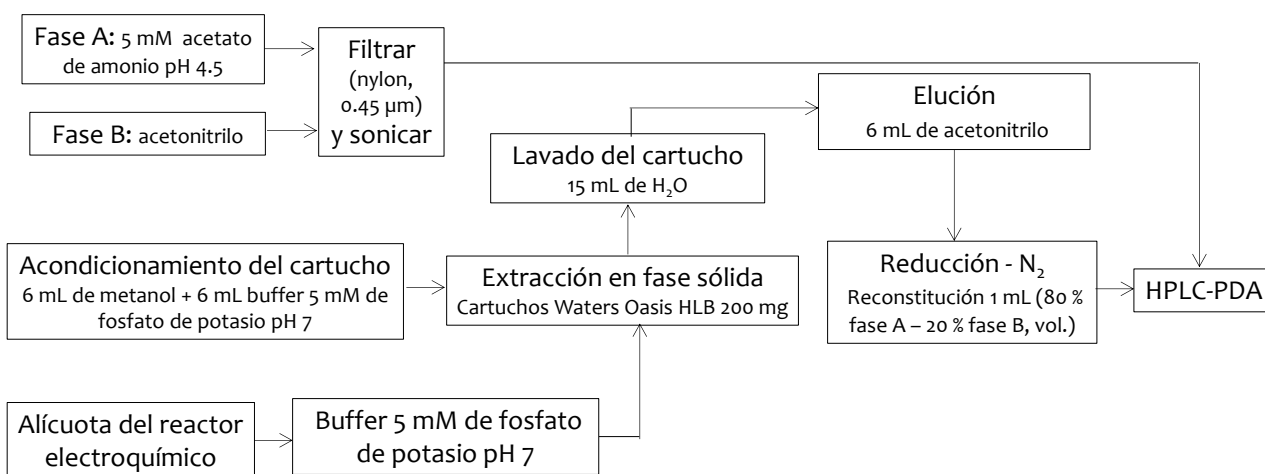 Fase A: 5 mM acetato
de amonio pH 4.5
Fase B: acetonitrilo
Filtrar
(nylon,
0.45 µm)
y sonicar
Elución
6 mL de acetonitrilo
Lavado del cartucho
15 mL de H₂O
Acondicionamiento del cartucho
6 mL de metanol + 6 mL buffer 5 mM de
fosfato de potasio pH 7
Extracción en fase sólida
Cartuchos Waters Oasis HLB 200 mg
Reducción - N₂
Reconstitución 1 mL (80 %
fase A – 20 % fase B, vol.)
HPLC-PDA
Alícuota del reactor
electroquímico
Buffer 5 mM de fosfato
de potasio pH 7